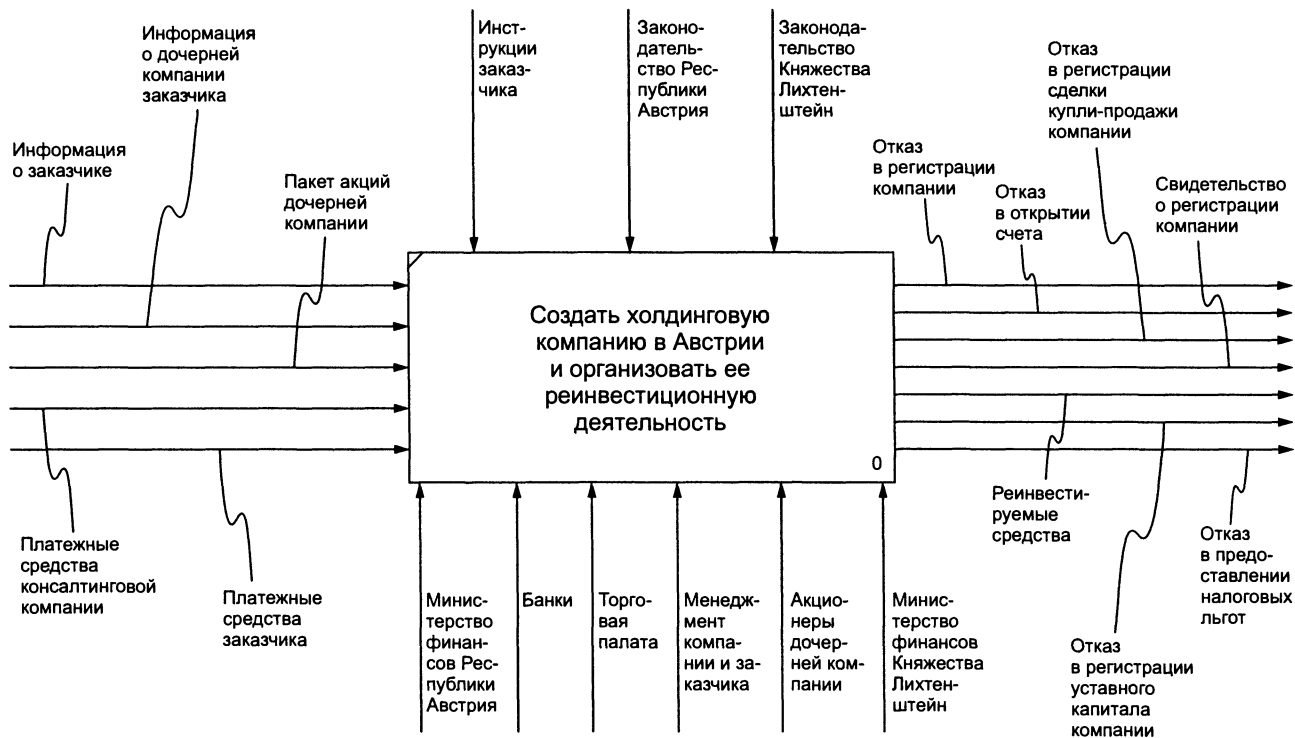 Информация
о дочерней
компании
заказчика
Инст-
рукции
заказ-
чика
Законо-
датель-
ство Рес-
публики
Австрия
Законода-
тельство
Княжества
Лихтен-
штейн
Отказ
в регистрации
сделки
купли-продажи
компании
Информация
о заказчике
Пакет акций
дочерней
компании
Отказ
в регистрации
компании
Отказ
в открытии
счета
Свидетельство
о регистрации
компании
Создать холдинговую
компанию в Австрии
и организовать ее
реинвестиционную
деятельность
0
Платежные
средства
консалтинговой
компании
Платежные
средства
заказчика
Минис-
терство
финан-
сов Рес-
публики
Австрия
Банки
Торго-
вая
палата
Менедж-
мент
компа-
нии и за-
казчика
Акцио-
неры
дочер-
ней ком-
пании
Минис-
терство
финансов
Княжества
Лихтен-
штейн
Реинвести-
руемые
средства
Отказ
в регистрации
уставного
капитала
компании
Отказ
в предо-
ставлении
налоговых
льгот